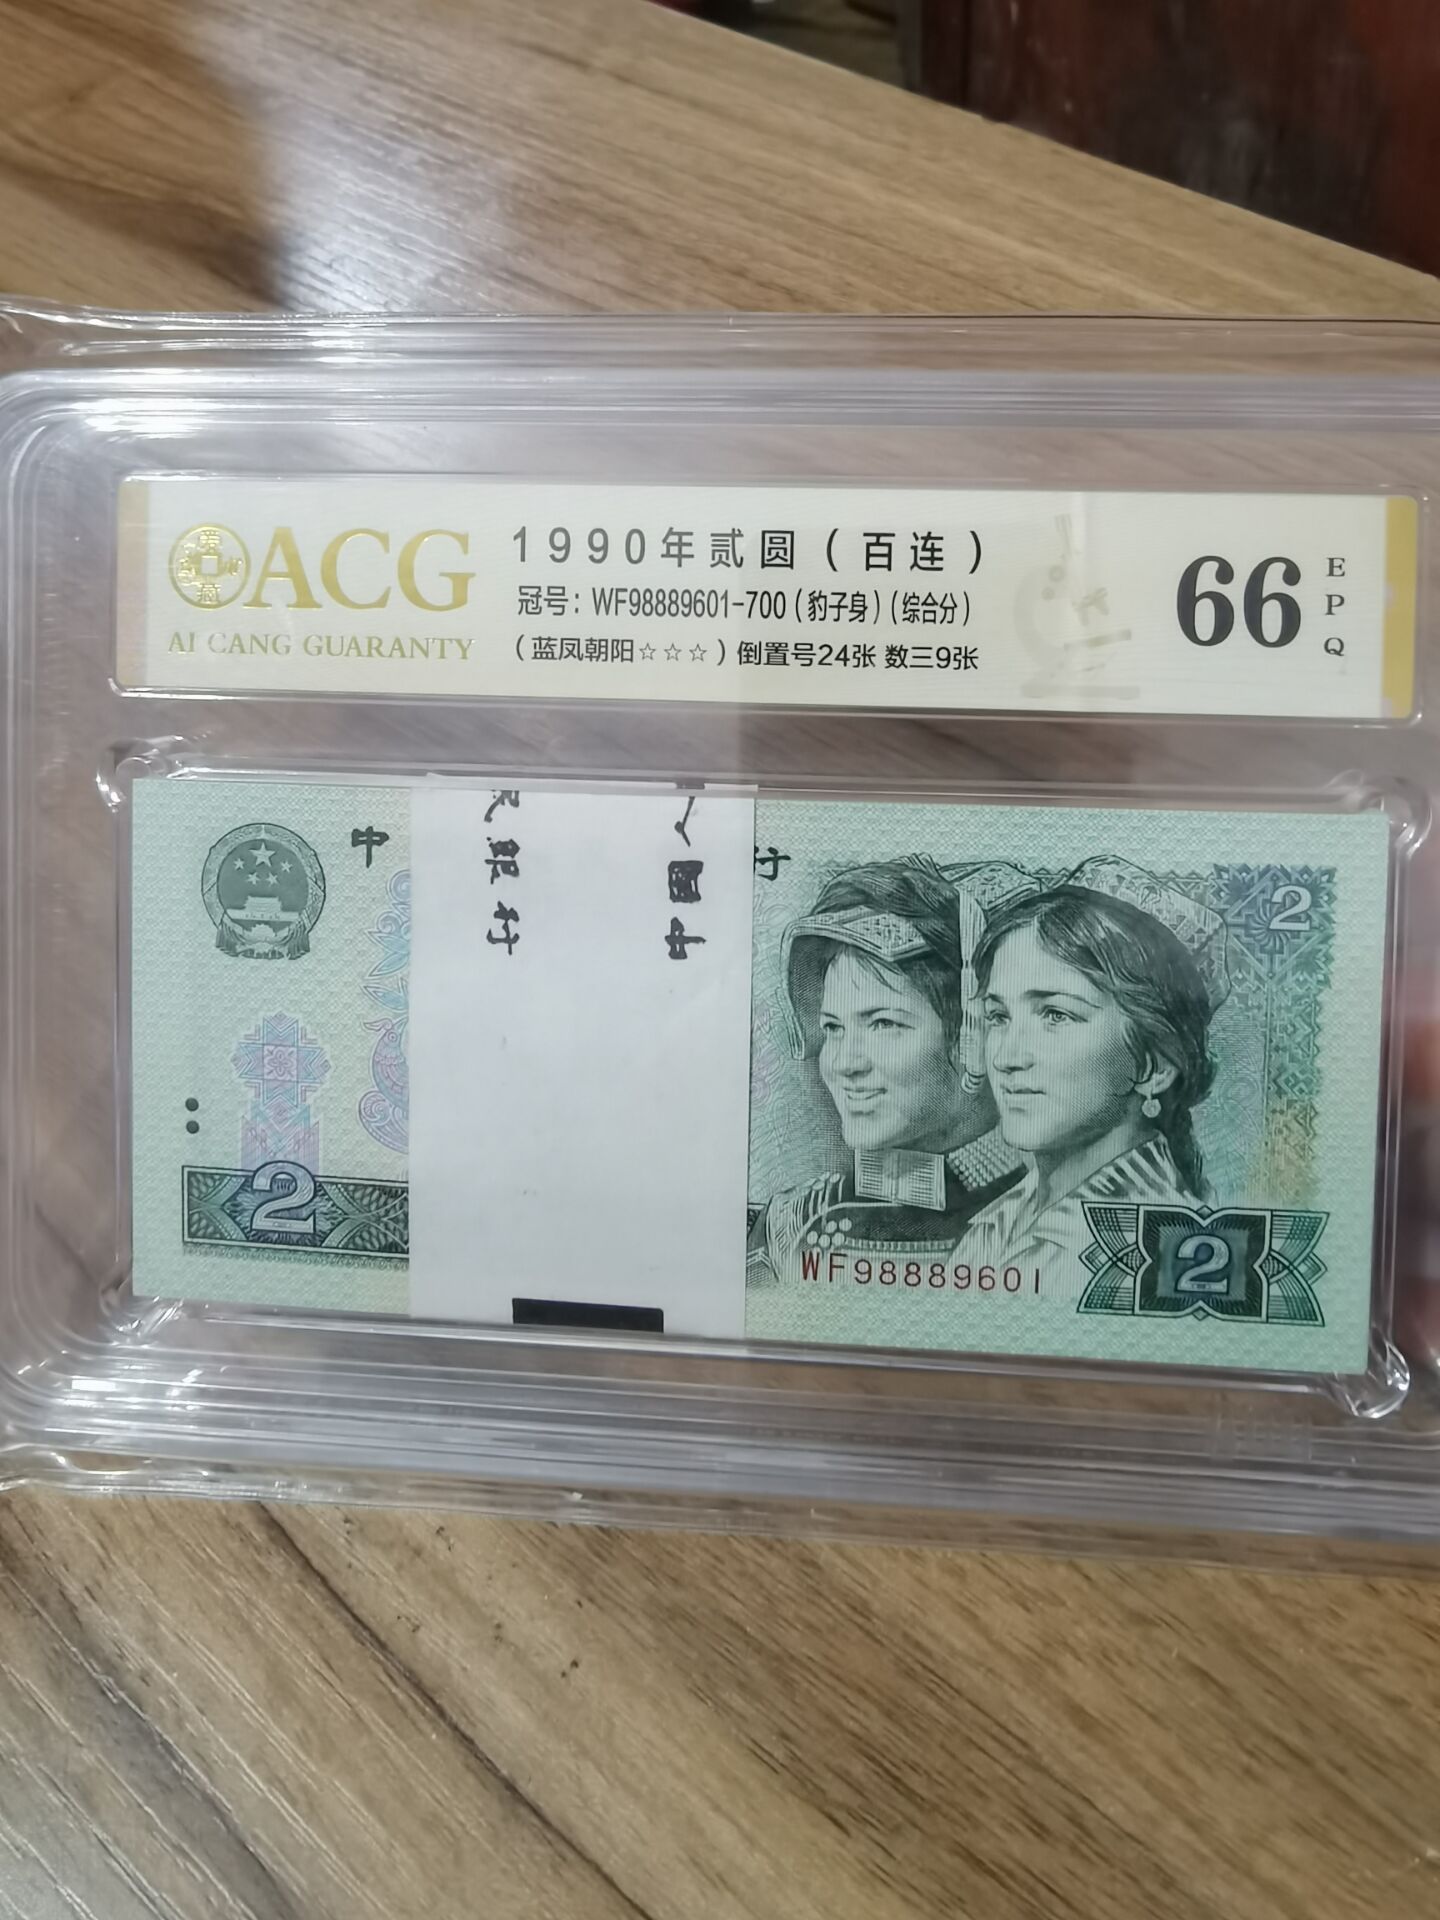 ACG
AI CANG GUARANTY
1990年贰圆（百连）
冠号：WF98889601-700（豹子身）（综合分）
（蓝凤朝阳☆☆☆）倒置号24张 数三9张
66
EPQ
中
行
民银行
中国人
2
2
WF98889601
2